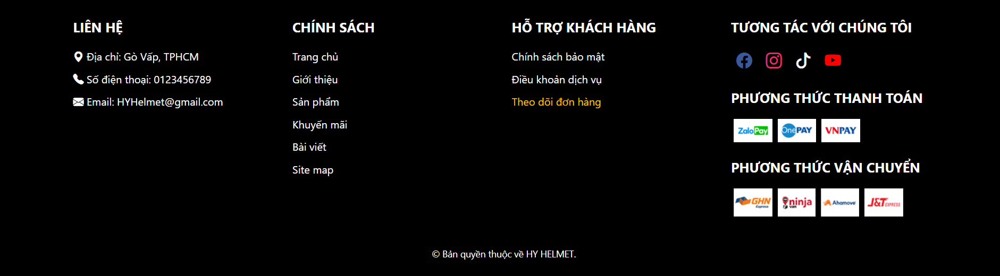 LIÊN HỆ
Địa chỉ: Gò Vấp, TPHCM
Số điện thoại: 0123456789
Email: HYHelmet@gmail.com
CHÍNH SÁCH
Trang chủ
Giới thiệu
Sản phẩm
Khuyến mãi
Bài viết
Site map
HỖ TRỢ KHÁCH HÀNG
Chính sách bảo mật
Điều khoản dịch vụ
Theo dõi đơn hàng
TƯƠNG TÁC VỚI CHÚNG TÔI
PHƯƠNG THỨC THANH TOÁN
ZaloPay OnePAY VNPAY
PHƯƠNG THỨC VẬN CHUYỂN
GHN Express ninja van Ahamove J&T EXPRESS
© Bản quyền thuộc về HY HELMET.